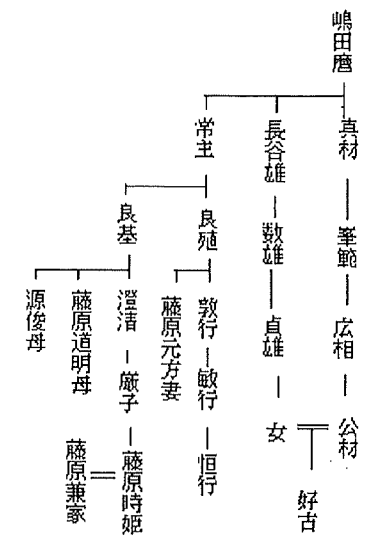 嶋田麿
真材
峯範
広相
公材
長谷雄
数雄
貞雄
女
好古
常主
良殖
敦行
敏行
恒行
藤原元方妻
良基
澄清
厳子
藤原時姫
藤原兼家
藤原道明母
源俊母